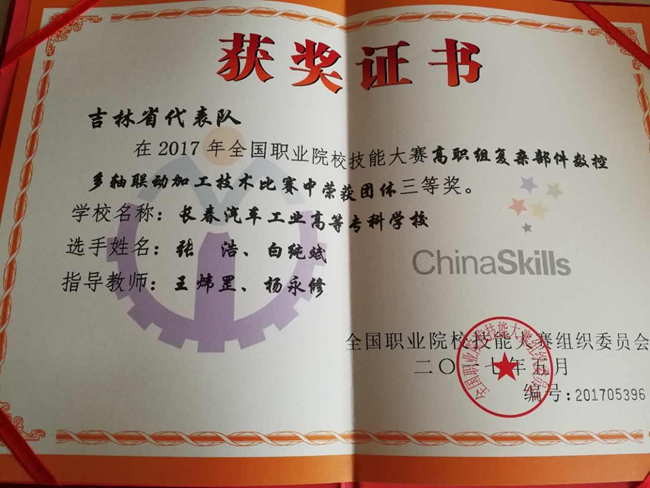 获奖证书
吉林省代表队
在2017年全国职业院校技能大赛高职组复杂部件数控
多轴联动加工技术比赛中荣获团体三等奖。
学校名称：长春汽车工业高等专科学校
选手姓名：张 浩、白纯斌
指导教师：王炜罡、杨永修
ChinaSkills
全国职业院校技能大赛组织委员会
二〇一七年五月
编号:201705396